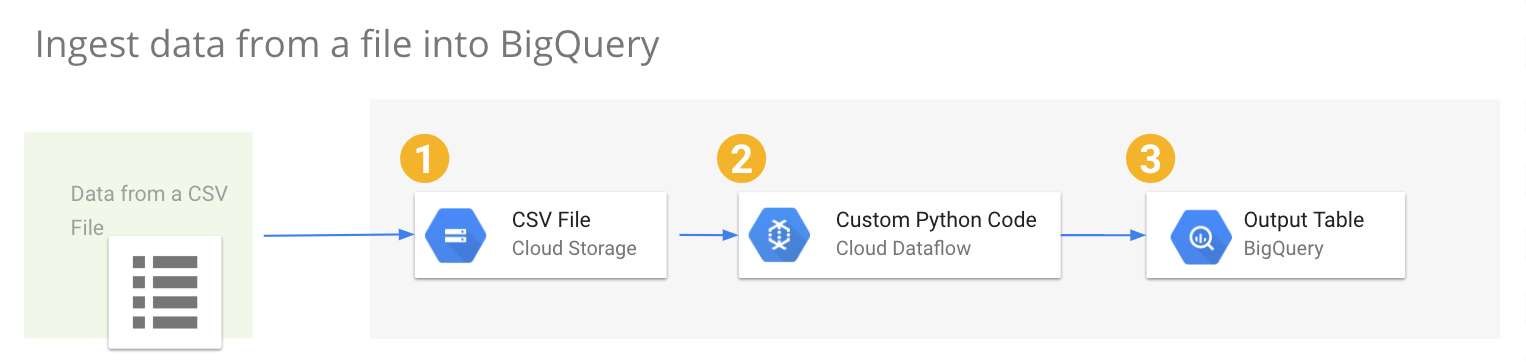 Ingest data from a file into BigQuery
Data from a CSV
File
1
CSV File
Cloud Storage
2
Custom Python Code
Cloud Dataflow
3
Output Table
BigQuery